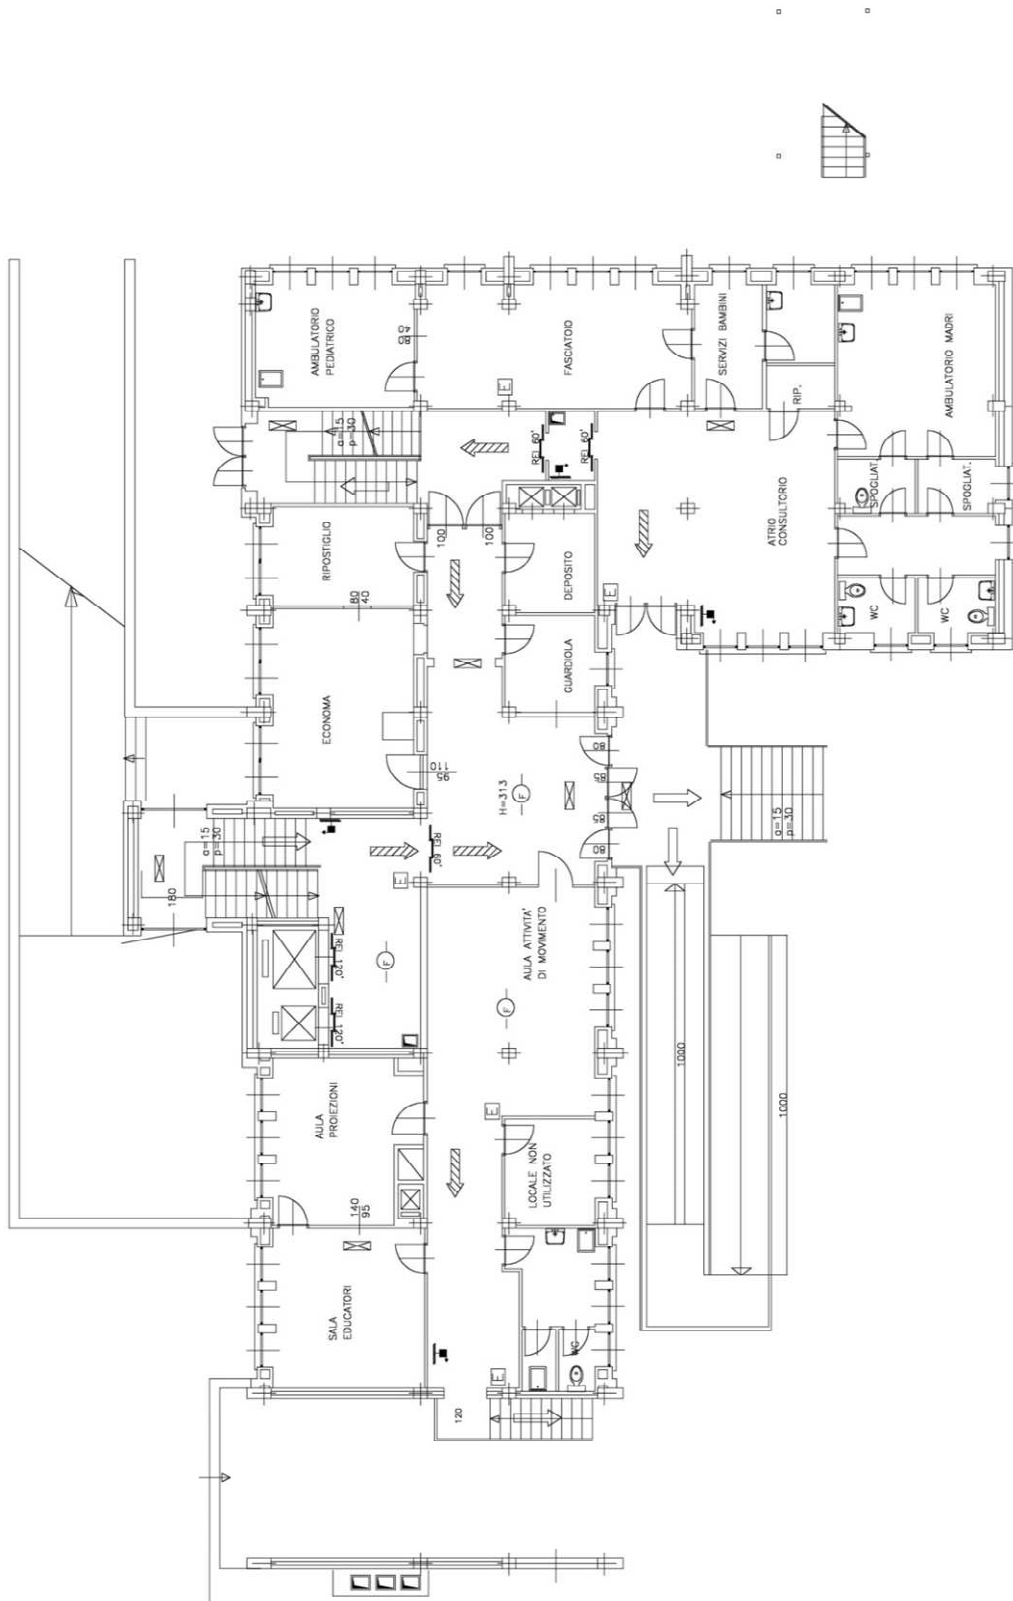 AMBULATORIO
PEDIATRICO
80
40
FASCIATOIO
SERVIZI BAMBINI
RIP.
AMBULATORIO MADRI
E
a=15
p=30
REI 60'
REI 60'
SPOGLIAT.
SPOGLIAT.
ATRIO
CONSULTORIO
RIPOSTIGLIO
100
100
DEPOSITO
E
WC
WC
80
40
ECONOMA
GUARDIOLA
110
95
H=313
F
80
85
85
80
a=15
p=30
a=15
p=30
180
REI 60'
E
REI 120'
REI 120'
F
AULA ATTIVITA'
DI MOVIMENTO
F
1000
1000
AULA
PROIEZIONI
E
LOCALE NON
UTILIZZATO
140
95
SALA
EDUCATORI
WC
E
120